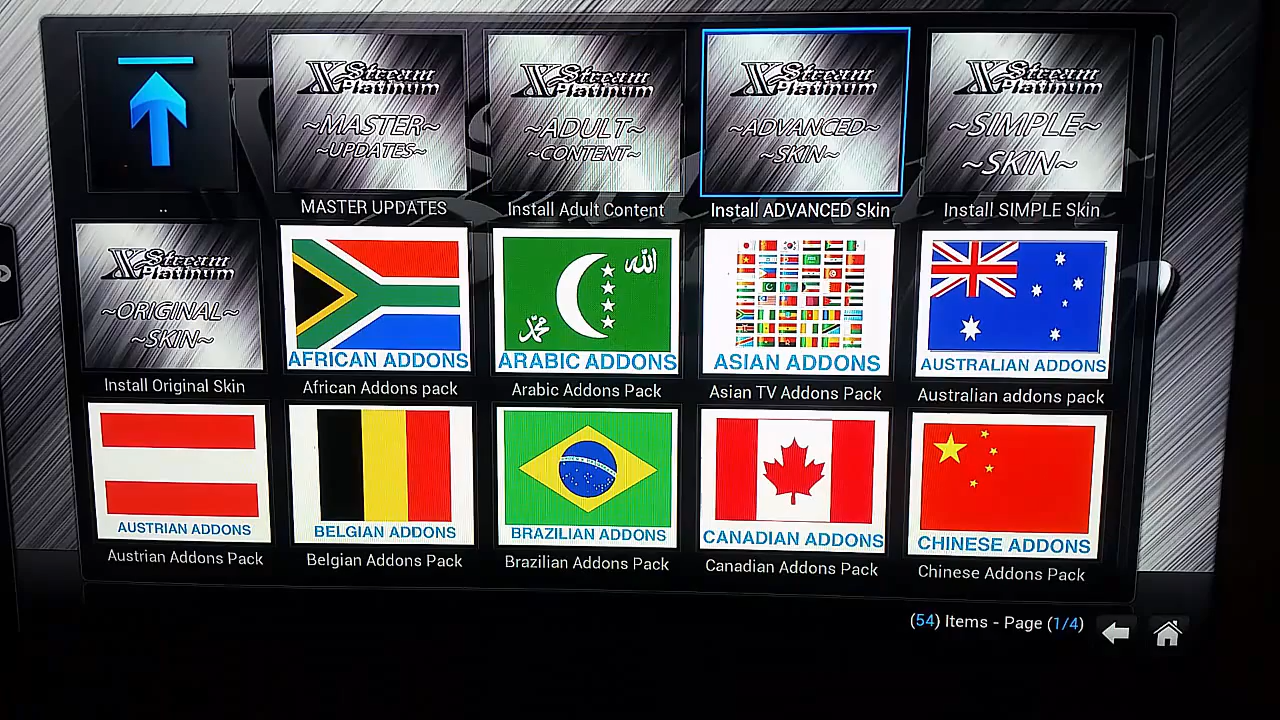 XStream
Platinum
~MASTER~
~UPDATES~
XStream
Platinum
~ADULT~
~CONTENT~
XStream
Platinum
~ADVANCED~
~SKIN~
XStream
Platinum
~SIMPLE~
~SKIN~
..
MASTER UPDATES
Install Adult Content
Install ADVANCED Skin
Install SIMPLE Skin
XStream
Platinum
~ORIGINAL~
~SKIN~
AFRICAN ADDONS
الله
محمد
ARABIC ADDONS
ASIAN ADDONS
AUSTRALIAN ADDONS
Install Original Skin
African Addons pack
Arabic Addons Pack
Asian TV Addons Pack
Australian addons pack
AUSTRIAN ADDONS
BELGIAN ADDONS
BRAZILIAN ADDONS
CANADIAN ADDONS
CHINESE ADDONS
Austrian Addons Pack
Belgian Addons Pack
Brazilian Addons Pack
Canadian Addons Pack
Chinese Addons Pack
(54) Items - Page (1/4)